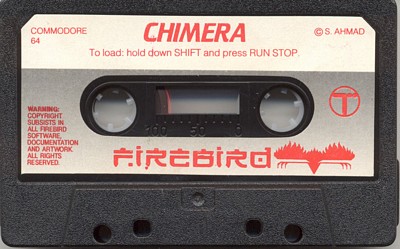 COMMODORE
64
CHIMERA
© S. AHMAD
To load: hold down SHIFT and press RUN STOP.
WARNING:
COPYRIGHT
SUBSISTS IN
ALL FIREBIRD
SOFTWARE,
DOCUMENTATION
AND ARTWORK
ALL RIGHTS
RESERVED.
100 50 0
FIREBIRD